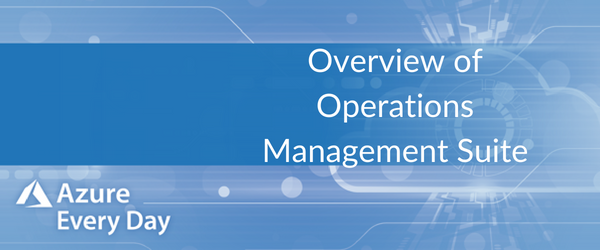 Overview of
Operations
Management Suite
Azure
Every Day